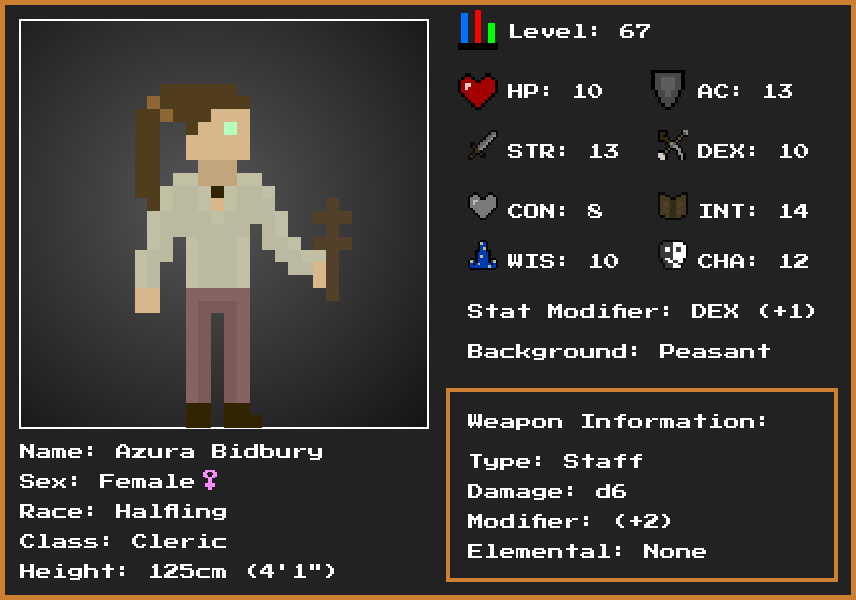 Level: 67
HP: 10 AC: 13
STR: 13 DEX: 10
CON: 8 INT: 14
WIS: 10 CHA: 12
Stat Modifier: DEX (+1)
Background: Peasant
Weapon Information:
Type: Staff
Damage: d6
Modifier: (+2)
Elemental: None
Name: Azura Bidbury
Sex: Female♀
Race: Halfling
Class: Cleric
Height: 125cm (4'1")